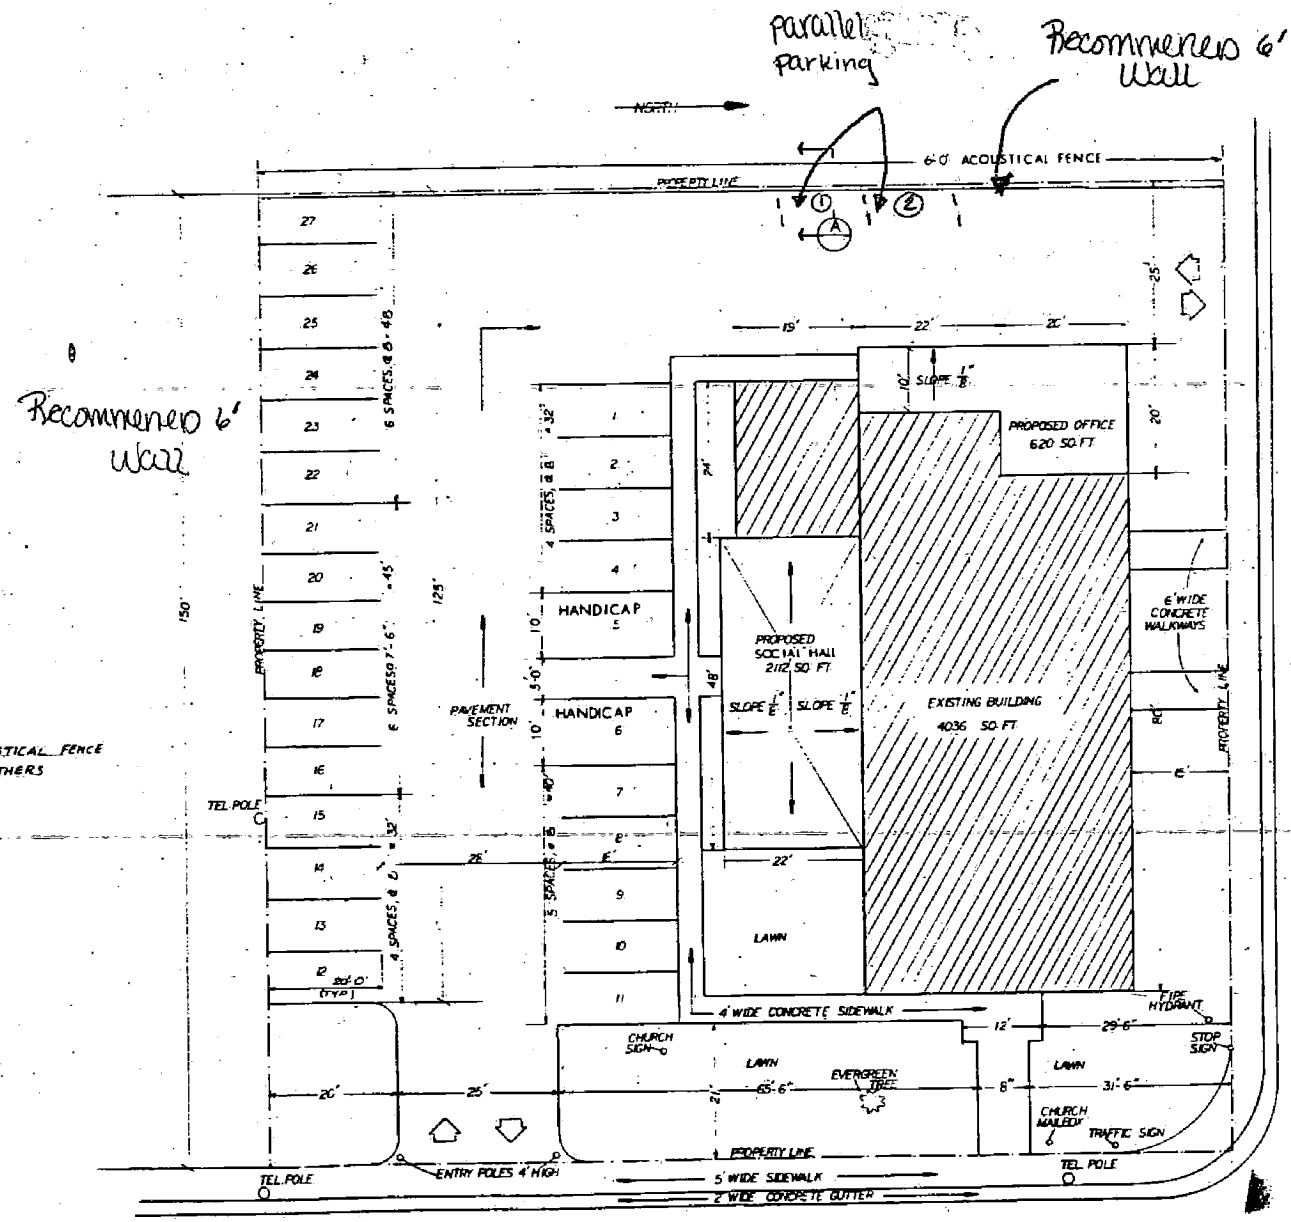 parallel
parking
Recommened 6'
Wall
NORTH
6'-0" ACOUSTICAL FENCE
PROPERTY LINE
1
2
A
27
26
25
24
23
22
21
20
19
18
17
16
15
14
13
12
20'-0"
(TYP)
6 SPACES, @ 8' = 48'
6 SPACES @ 7'-6" = 45'
4 SPACES, @ 8' = 32'
150'
125'
PROPERTY LINE
Recommened 6'
Wall
STICAL FENCE
THERS
TEL POLE
PAVEMENT
SECTION
28'
18'
4 SPACES, @ 8' = 32'
10'
5'-0"
10'
5 SPACES, @ 8' = 40'
1
2
3
4
HANDICAP
5
HANDICAP
6
7
8
9
10
11
19'
22'
20'
25'
20'
10'
SLOPE 1/8"
PROPOSED OFFICE
620 SQ. FT.
24'
48'
PROPOSED
SOCIAL HALL
2112 SQ FT
SLOPE 1/8"
SLOPE 1/8"
22'
EXISTING BUILDING
4036 SQ. FT.
6' WIDE
CONCRETE
WALKWAYS
80'
15'
PROPERTY LINE
LAWN
4' WIDE CONCRETE SIDEWALK
12'
29'-6"
FIRE
HYDRANT
STOP
SIGN
CHURCH
SIGN
LAWN
EVERGREEN
TREE
LAWN
20'
25'
21'
65'-6"
8'
31'-6"
CHURCH
MAILBOX
TRAFFIC SIGN
ENTRY POLES 4' HIGH
PROPERTY LINE
TEL. POLE
TEL. POLE
5' WIDE SIDEWALK
2' WIDE CONCRETE GUTTER